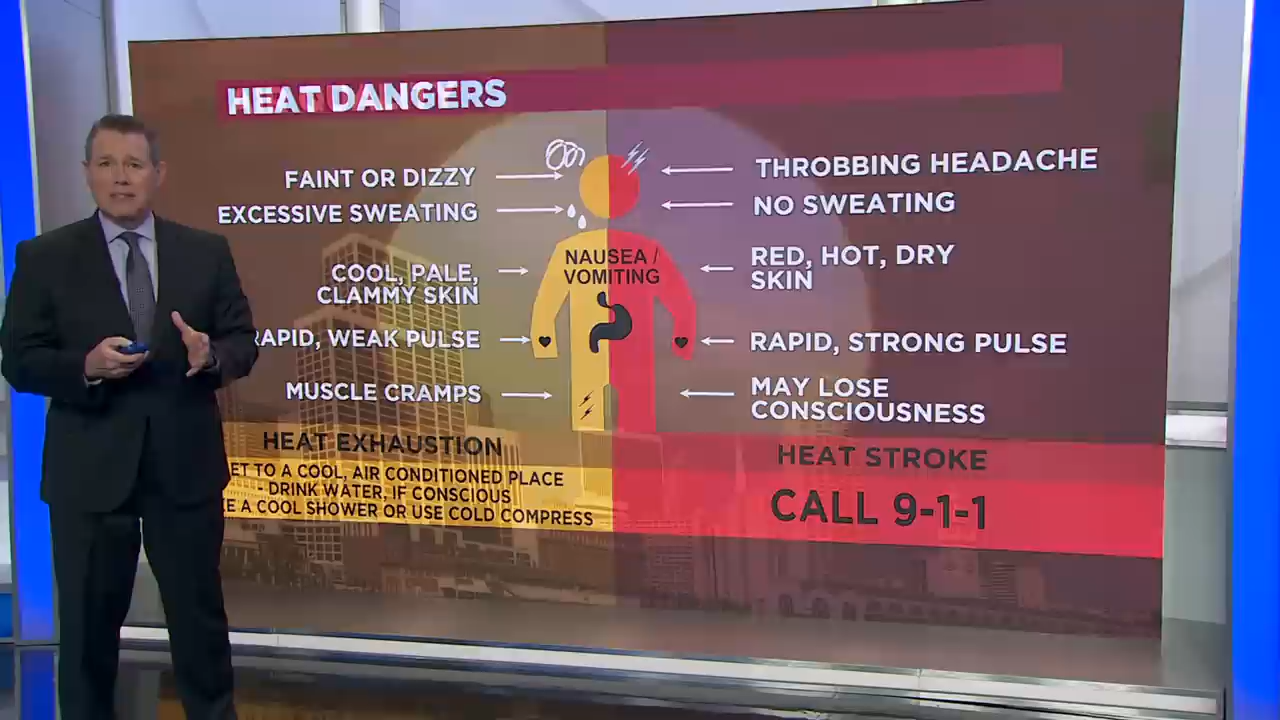 HEAT DANGERS
FAINT OR DIZZY
EXCESSIVE SWEATING
COOL, PALE,
CLAMMY SKIN
RAPID, WEAK PULSE
MUSCLE CRAMPS
HEAT EXHAUSTION
TO A COOL, AIR CONDITIONED PLACE
- DRINK WATER, IF CONSCIOUS
A COOL SHOWER OR USE COLD COMPRESS
NAUSEA /
VOMITING
THROBBING HEADACHE
NO SWEATING
RED, HOT, DRY
SKIN
RAPID, STRONG PULSE
MAY LOSE
CONSCIOUSNESS
HEAT STROKE
CALL 9-1-1